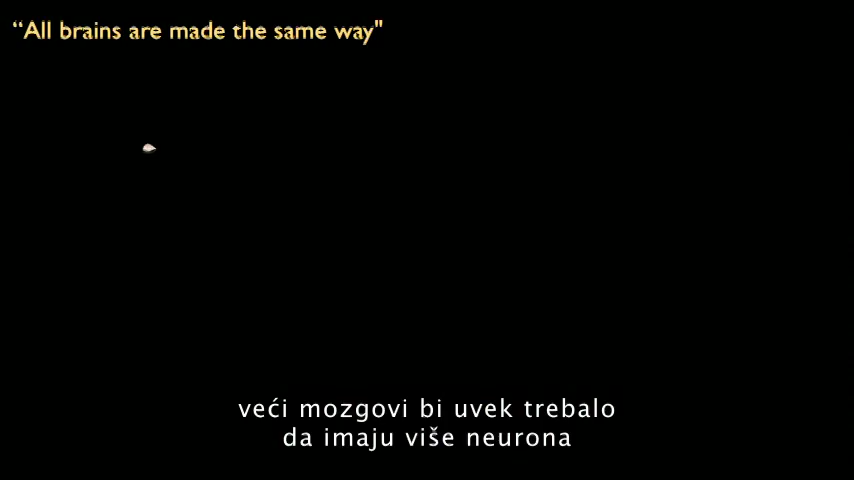 “All brains are made the same way"
veći mozgovi bi uvek trebalo
da imaju više neurona